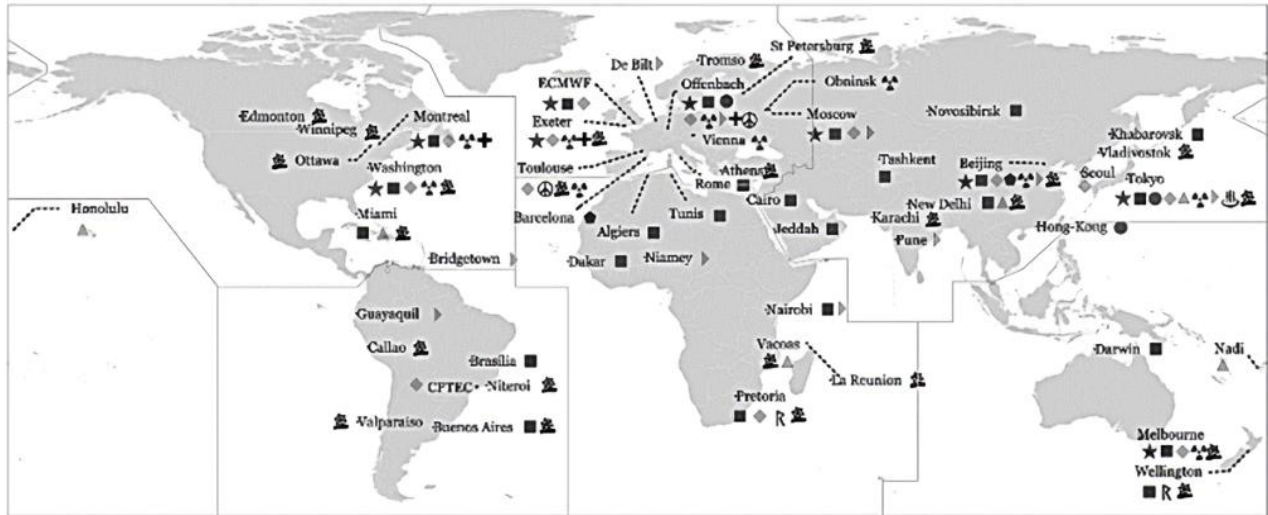 St Petersburg
De Bilt
Tromso
ECMWF
Offenbach
Obninsk
Edmonton
Winnipeg
Montreal
Exeter
Moscow
Novosibirsk
Khabarovsk
Vladivostok
Ottawa
Vienna
Washington
Toulouse
Athens
Tashkent
Beijing
Seoul
Tokyo
Rome
Honolulu
Miami
Barcelona
Tunis
Cairo
New Delhi
Karachi
Algiers
Jeddah
Pune
Hong-Kong
Bridgetown
Dakar
Niamey
Guayaquil
Nairobi
Callao
Vacoas
Darwin
Nadi
Brasília
La Reunion
CPTEC
Niteroi
Pretoria
Valparaiso
Buenos Aires
Melbourne
Wellington